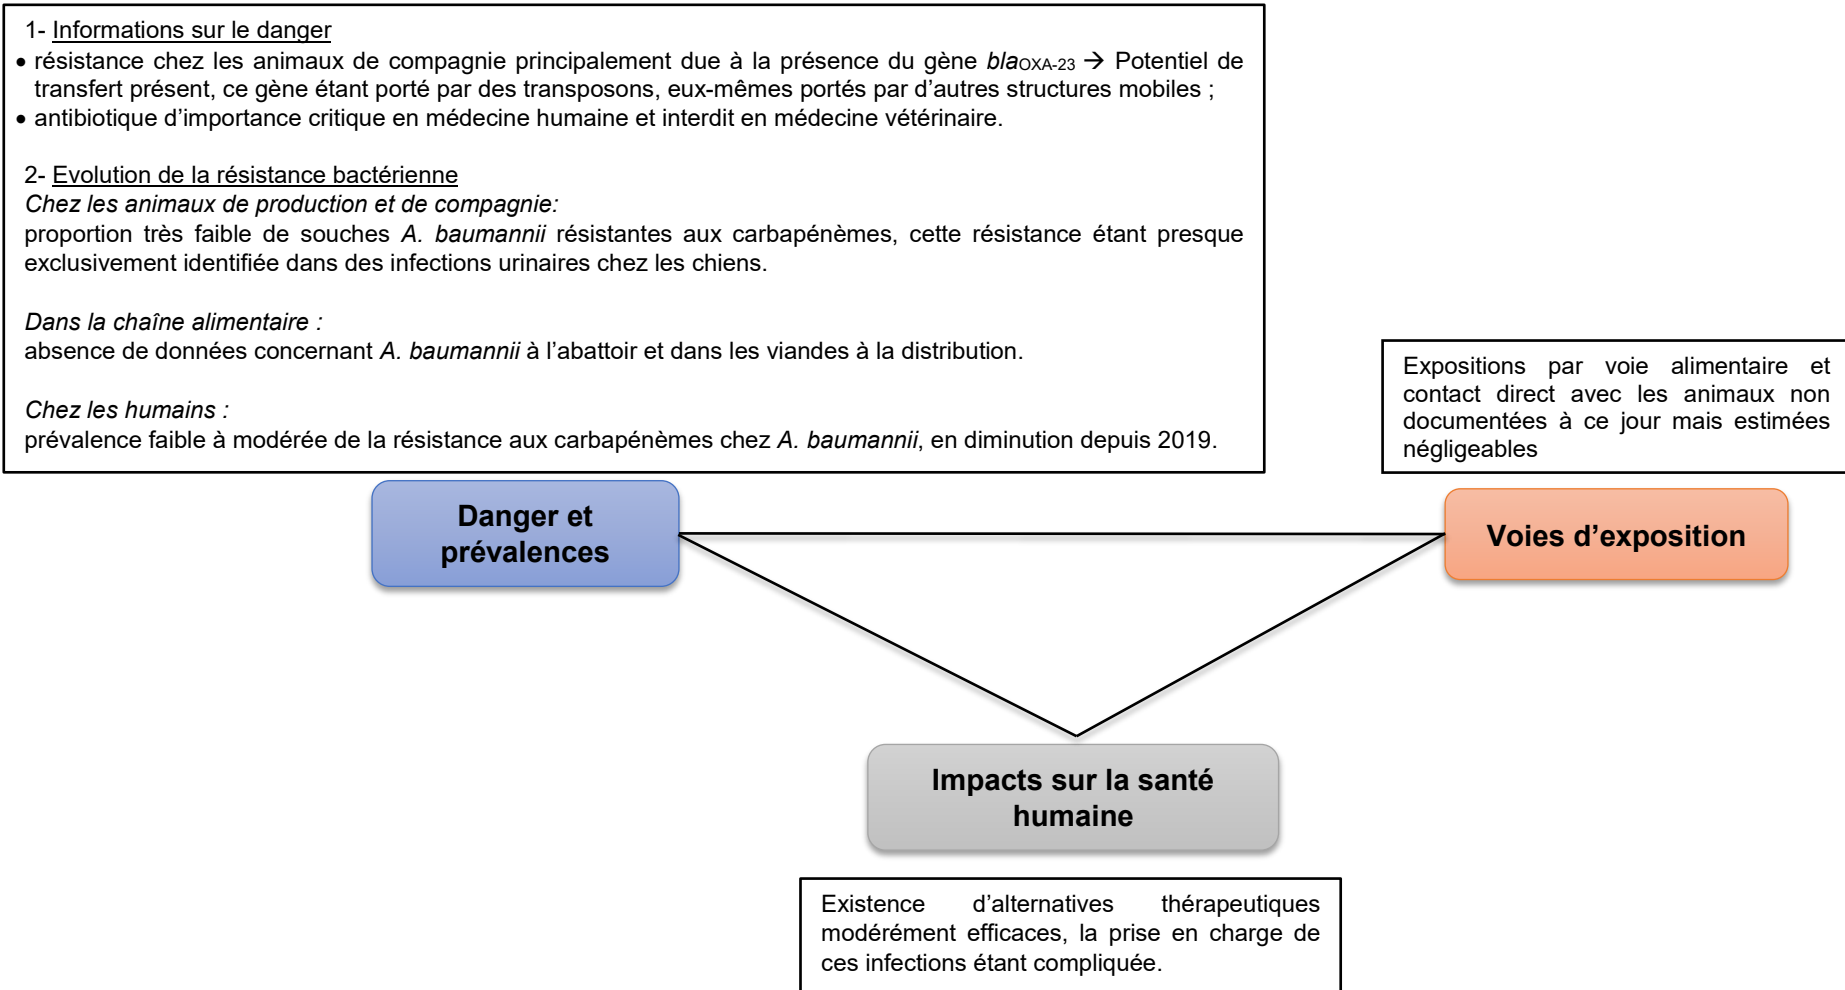 1- Informations sur le danger
• résistance chez les animaux de compagnie principalement due à la présence du gène blaOXA-23 → Potentiel de
transfert présent, ce gène étant porté par des transposons, eux-mêmes portés par d'autres structures mobiles ;
• antibiotique d'importance critique en médecine humaine et interdit en médecine vétérinaire.
2- Evolution de la résistance bactérienne
Chez les animaux de production et de compagnie:
proportion très faible de souches A. baumannii résistantes aux carbapénèmes, cette résistance étant presque
exclusivement identifiée dans des infections urinaires chez les chiens.
Dans la chaîne alimentaire :
absence de données concernant A. baumannii à l'abattoir et dans les viandes à la distribution.
Chez les humains :
prévalence faible à modérée de la résistance aux carbapénèmes chez A. baumannii, en diminution depuis 2019.
Expositions par voie alimentaire et
contact direct avec les animaux non
documentées à ce jour mais estimées
négligeables
Danger et
prévalences
Voies d'exposition
Impacts sur la santé
humaine
Existence d'alternatives thérapeutiques
modérément efficaces, la prise en charge de
ces infections étant compliquée.